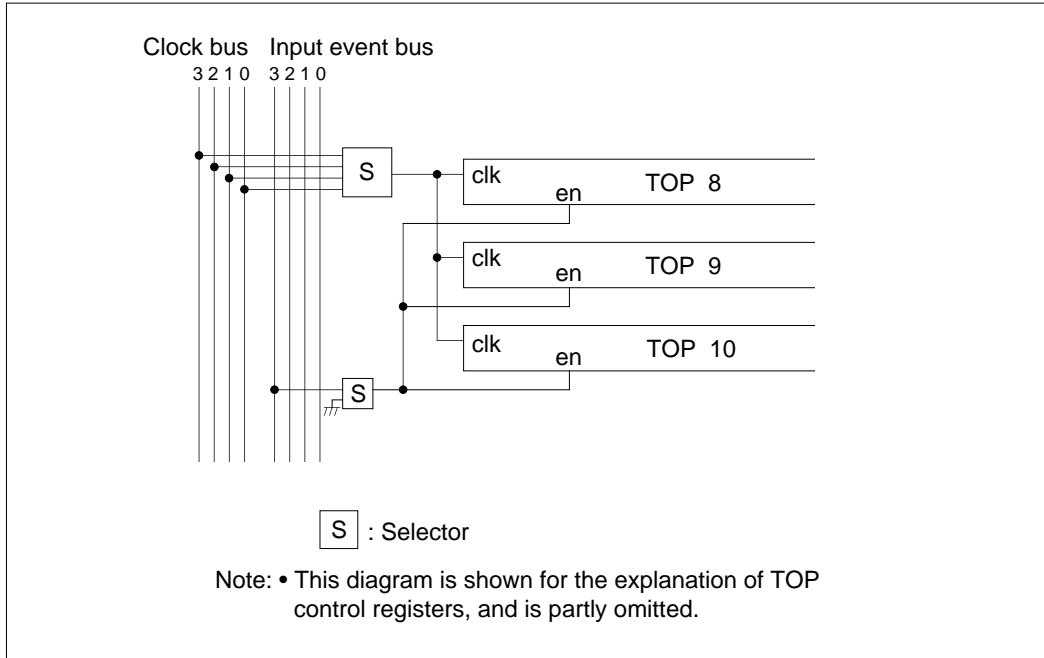 Clock bus Input event bus
3 2 1 0 3 2 1 0
S
clk
en
TOP 8
clk
en
TOP 9
clk
en
TOP 10
S
S : Selector
Note: • This diagram is shown for the explanation of TOP
control registers, and is partly omitted.